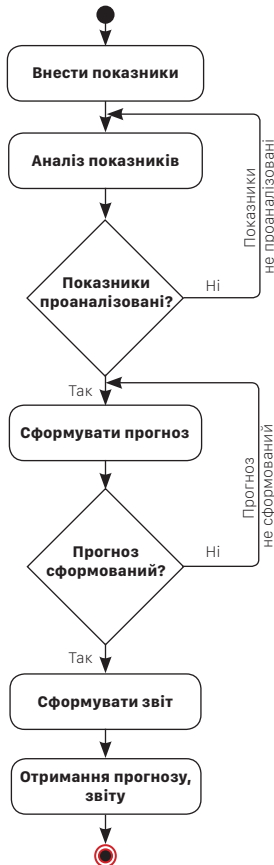 Внести показники
Аналіз показників
Показники
не проаналізовані
Показники
проаналізовані?
Ні
Так
Сформувати прогноз
Прогноз
не сформований
Прогноз
сформований?
Ні
Так
Сформувати звіт
Отримання прогнозу,
звіту